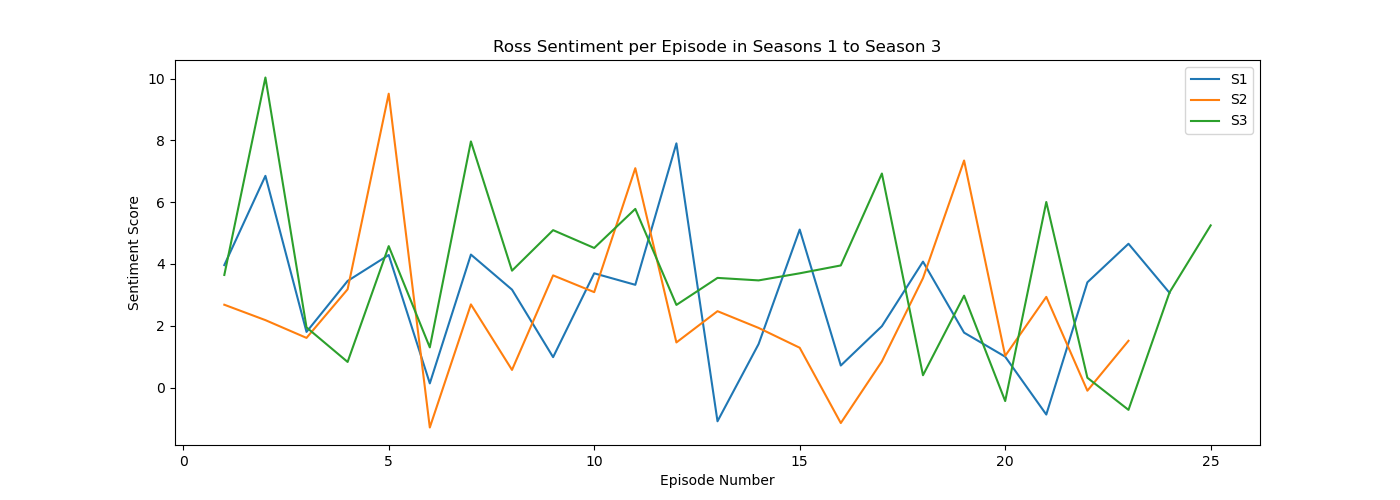 Ross Sentiment per Episode in Seasons 1 to Season 3
Sentiment Score
10
8
6
4
2
0
S1
S2
S3
0 5 10 15 20 25
Episode Number